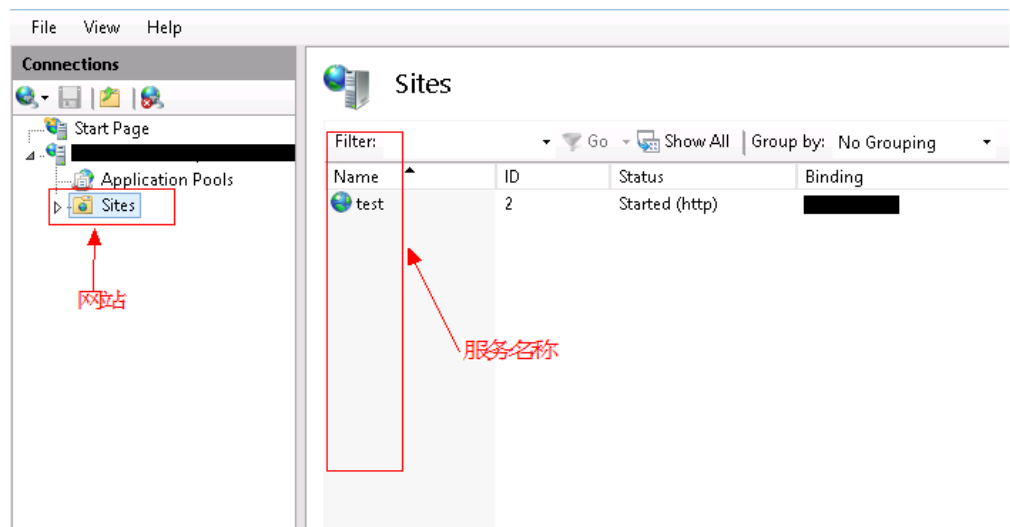 File View Help
Connections
Sites
Start Page
Filter: Go Show All Group by: No Grouping
Application Pools
Name ID Status Binding
Sites
test 2 Started (http)
网站
服务名称